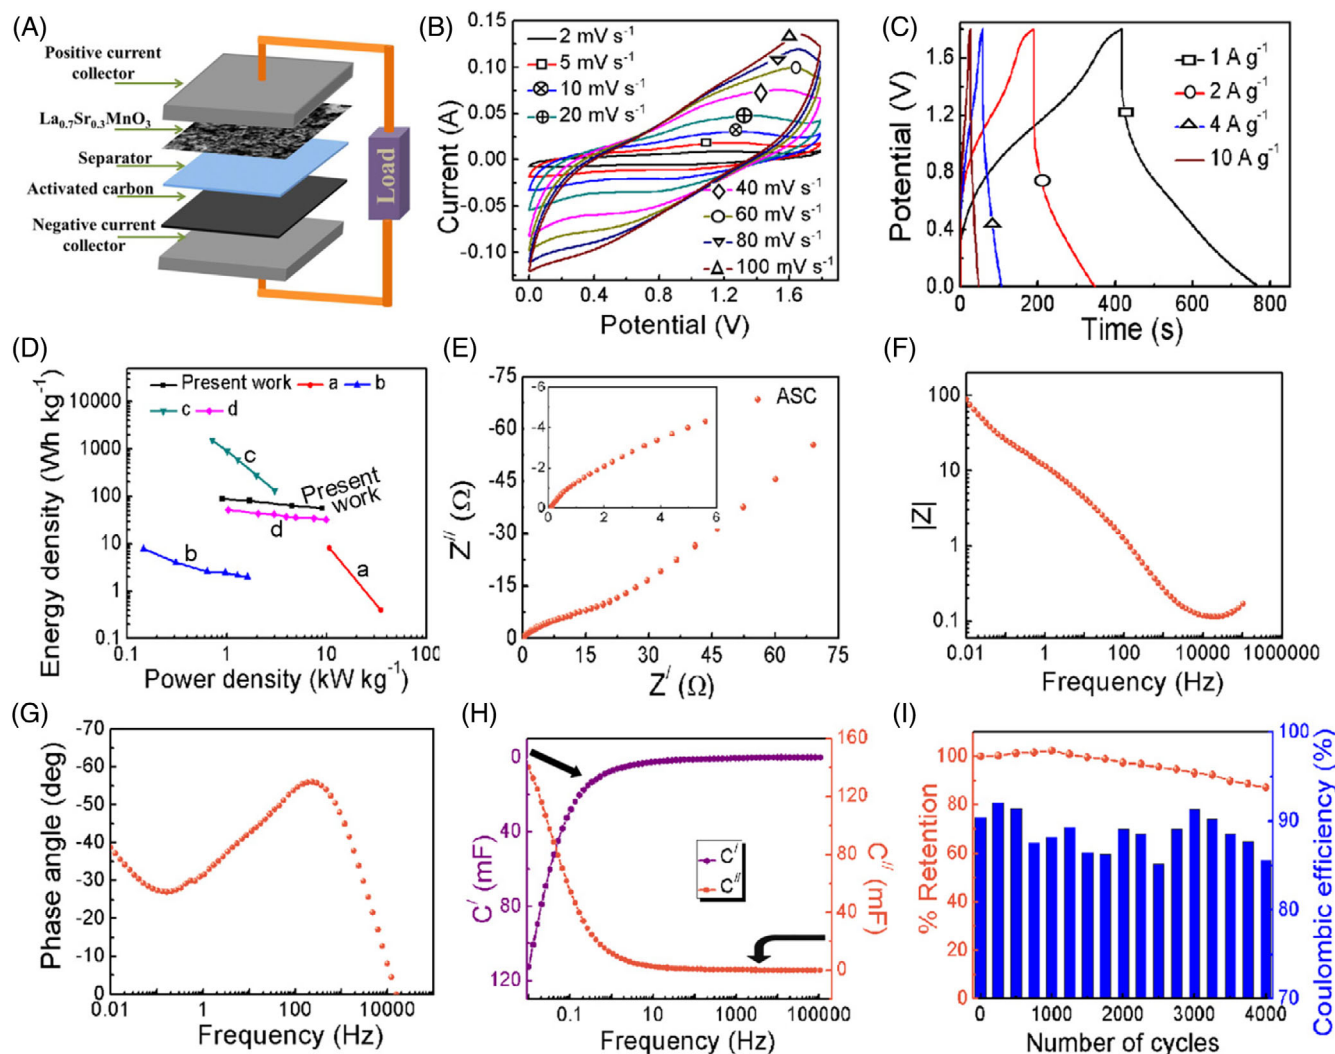 (A)
Positive current
collector
La0.7Sr0.3MnO3
Separator
Activated carbon
Negative current
collector
Load
(B)
Current (A)
0.15
0.10
0.05
0.00
-0.05
-0.10
2 mV s-1
5 mV s-1
10 mV s-1
20 mV s-1
40 mV s-1
60 mV s-1
80 mV s-1
100 mV s-1
0.0 0.4 0.8 1.2 1.6
Potential (V)
(C)
Potential (V)
1.8
1.2
0.8
0.4
0.0
1 A g-1
2 A g-1
4 A g-1
10 A g-1
0 200 400 600 800
Time (s)
(D)
Energy density (Wh kg-1)
10000
1000
100
10
1
0.1
Present work a b
c d
c
Present
work
d
b
a
0.1 1 10 100
Power density (kW kg-1)
(E)
Z// (Ω)
-75
-60
-45
-30
-15
0
-6
-4
-2
0
0 2 4 6
ASC
0 15 30 45 60 75
Z/ (Ω)
(F)
|Z|
100
10
1
0.1
0.01 1 100 10000 1000000
Frequency (Hz)
(G)
Phase angle (deg)
-70
-60
-50
-40
-30
-20
-10
0
0.01 1 100 10000
Frequency (Hz)
(H)
C/ (mF)
0
40
80
120
C/
C//
160
120
80
40
0
C// (mF)
0.1 10 1000 100000
Frequency (Hz)
(I)
% Retention
100
80
60
40
20
0
100
90
80
70
Coulombic efficiency (%)
0 1000 2000 3000 4000
Number of cycles